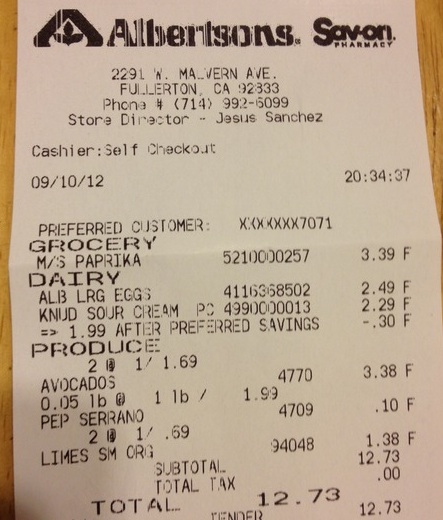 Albertsons. Sav-on.
PHARMACY
2291 W. MALVERN AVE.
FULLERTON, CA 92833
Phone # (714) 992-6099
Store Director - Jesus Sanchez
Cashier:Self Checkout
09/10/12 20:34:37
PREFERRED CUSTOMER: XXXXXXX7071
GROCERY
M/S PAPRIKA 5210000257 3.39 F
DAIRY
ALB LRG EGGS 4116368502 2.49 F
KNUD SOUR CREAM PC 4990000013 2.29 F
=> 1.99 AFTER PREFERRED SAVINGS -.30 F
PRODUCE
2 @ 1/ 1.69
AVOCADOS 4770 3.38 F
0.05 lb @ 1 lb / 1.99
PEP SERRANO 4709 .10 F
2 @ 1/ .69
LIMES SM ORG 94048 1.38 F
SUBTOTAL 12.73
TOTAL TAX .00
TOTAL 12.73
TENDER 12.73